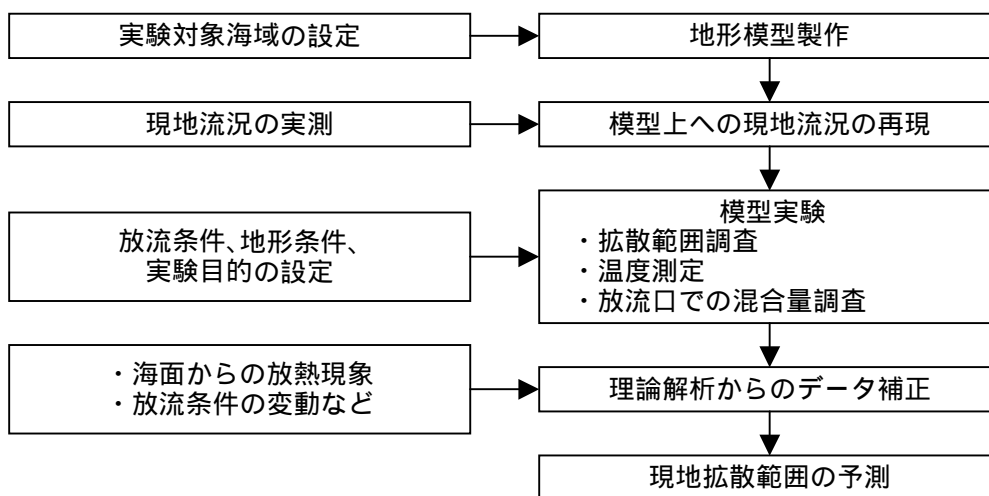 実験対象海域の設定
地形模型製作
現地流況の実測
模型上への現地流況の再現
放流条件、地形条件、
実験目的の設定
模型実験
・拡散範囲調査
・温度測定
・放流口での混合量調査
・海面からの放熱現象
・放流条件の変動など
理論解析からのデータ補正
現地拡散範囲の予測